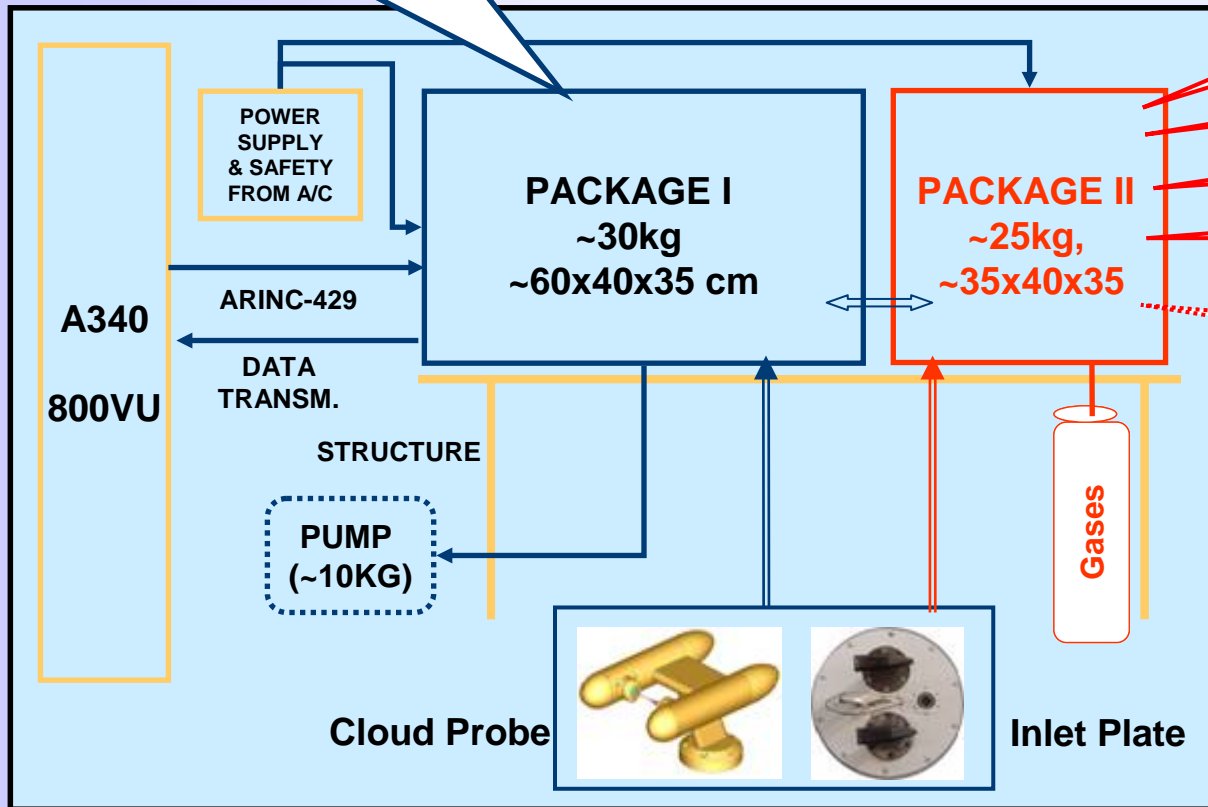 POWER
SUPPLY
& SAFETY
FROM A/C
PACKAGE I
~30kg
~60x40x35 cm
PACKAGE II
~25kg,
~35x40x35
A340
800VU
ARINC-429
DATA
TRANSM.
STRUCTURE
PUMP
(~10KG)
Gases
Cloud Probe
Inlet Plate